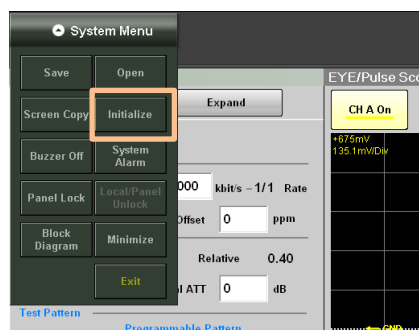 System Menu
Save
Open
Screen Copy
Initialize
Buzzer Off
System
Alarm
Panel Lock
Local/Panel
Unlock
Block
Diagram
Minimize
Exit
Expand
000 kbit/s - 1/1 Rate
Offset 0 ppm
Relative 0.40
ATT 0 dB
Test Pattern
Programmable Pattern
EYE/Pulse
CH A On
+675mV
135.1mV/Div
GND